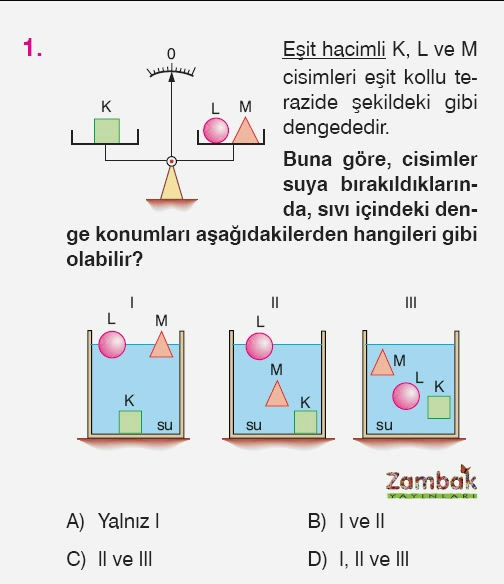 1.
Eşit hacimli K, L ve M
cisimleri eşit kollu te-
razide şekildeki gibi
dengededir.
Buna göre, cisimler
suya bırakıldıkların-
da, sıvı içindeki den-
ge konumları aşağıdakilerden hangileri gibi
olabilir?
0
K
L M
I
II
III
L
M
K
su
L
M
K
su
M
L
K
su
Zambak
YAYINLARI
A) Yalnız I
B) I ve II
C) II ve III
D) I, II ve III